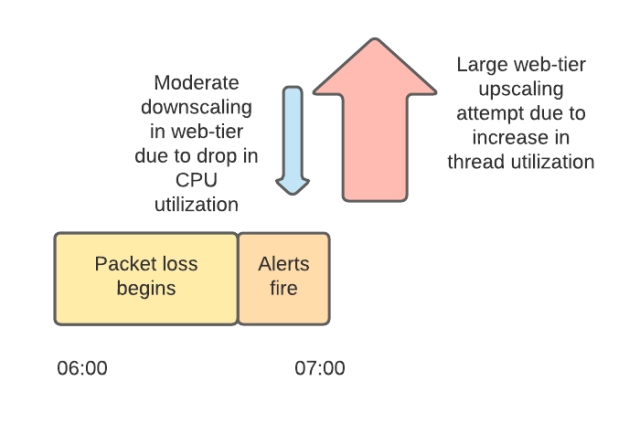 Moderate
downscaling
in web-tier
due to drop in
CPU
utilization
Large web-tier
upscaling
attempt due to
increase in
thread utilization
Packet loss
begins
Alerts
fire
06:00
07:00